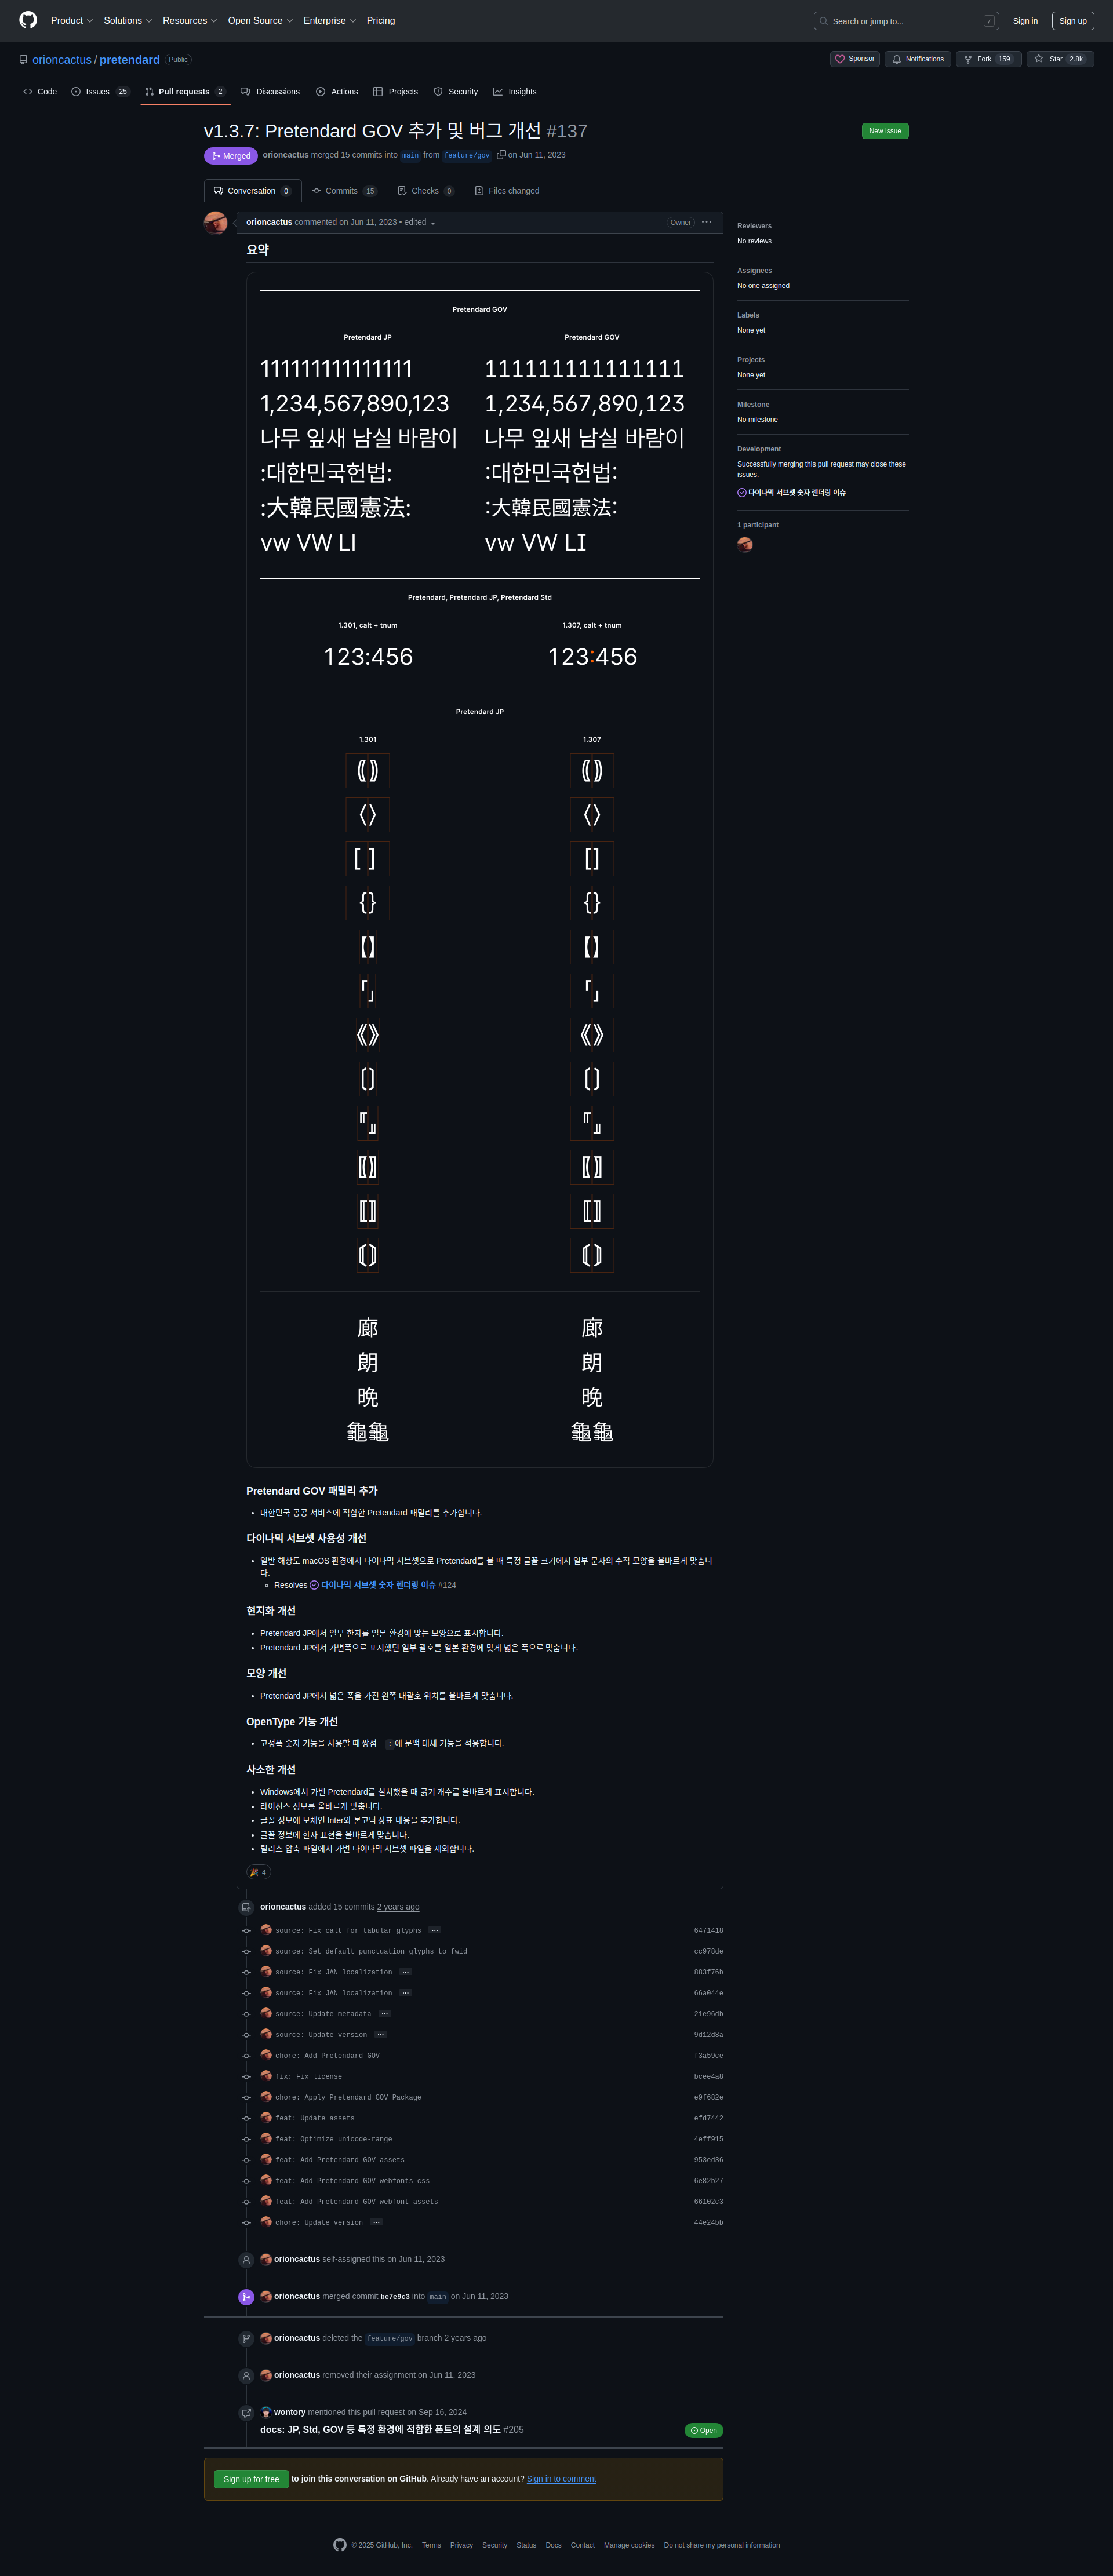 Product Solutions Resources Open Source Enterprise Pricing Search or jump to... / Sign in Sign up
orioncactus / pretendard Public Sponsor Notifications Fork 159 Star 2.8k
Code Issues 25 Pull requests 2 Discussions Actions Projects Security Insights
v1.3.7: Pretendard GOV 추가 및 버그 개선 #137 New issue
Merged orioncactus merged 15 commits into main from feature/gov on Jun 11, 2023
Conversation 0 Commits 15 Checks 0 Files changed
orioncactus commented on Jun 11, 2023 • edited Owner
요약
Pretendard GOV
Pretendard JP Pretendard GOV
111111111111111 111111111111111
1,234,567,890,123 1,234,567,890,123
나무 잎새 남실 바람이 나무 잎새 남실 바람이
:대한민국헌법: :대한민국헌법:
:大韓民國憲法: :大韓民國憲法:
vw VW LI vw VW LI
Pretendard, Pretendard JP, Pretendard Std
1.301, calt + tnum 1.307, calt + tnum
123:456 123:456
Pretendard JP
1.301 1.307
⸨⸩ ⸨⸩
〈〉 〈〉
[] []
{} {}
【】 【】
「」 「」
《》 《》
〔〕 〔〕
『』 『』
〖〗 〖〗
〚〛 〚〛
〘〙 〘〙
廊 廊
朗 朗
晩 晩
龜龜 龜龜
Pretendard GOV 패밀리 추가
대한민국 공공 서비스에 적합한 Pretendard 패밀리를 추가합니다.
다이나믹 서브셋 사용성 개선
일반 해상도 macOS 환경에서 다이나믹 서브셋으로 Pretendard를 볼 때 특정 글꼴 크기에서 일부 문자의 수직 모양을 올바르게 맞춥니
다.
Resolves 다이나믹 서브셋 숫자 렌더링 이슈 #124
현지화 개선
Pretendard JP에서 일부 한자를 일본 환경에 맞는 모양으로 표시합니다.
Pretendard JP에서 가변폭으로 표시했던 일부 괄호를 일본 환경에 맞게 넓은 폭으로 맞춥니다.
모양 개선
Pretendard JP에서 넓은 폭을 가진 왼쪽 대괄호 위치를 올바르게 맞춥니다.
OpenType 기능 개선
고정폭 숫자 기능을 사용할 때 쌍점—:에 문맥 대체 기능을 적용합니다.
사소한 개선
Windows에서 가변 Pretendard를 설치했을 때 굵기 개수를 올바르게 표시합니다.
라이선스 정보를 올바르게 맞춥니다.
글꼴 정보에 모체인 Inter와 본고딕 상표 내용을 추가합니다.
글꼴 정보에 한자 표현을 올바르게 맞춥니다.
릴리스 압축 파일에서 가변 다이나믹 서브셋 파일을 제외합니다.
🎉 4
orioncactus added 15 commits 2 years ago
source: Fix calt for tabular glyphs 6471418
source: Set default punctuation glyphs to fwid cc978de
source: Fix JAN localization 883f76b
source: Fix JAN localization 66a044e
source: Update metadata 21e96db
source: Update version 9d12d8a
chore: Add Pretendard GOV f3a59ce
fix: Fix license bcee4a8
chore: Apply Pretendard GOV Package e9f682e
feat: Update assets efd7442
feat: Optimize unicode-range 4eff915
feat: Add Pretendard GOV assets 953ed36
feat: Add Pretendard GOV webfonts css 6e82b27
feat: Add Pretendard GOV webfont assets 66102c3
chore: Update version 44e24bb
orioncactus self-assigned this on Jun 11, 2023
orioncactus merged commit be7e9c3 into main on Jun 11, 2023
orioncactus deleted the feature/gov branch 2 years ago
orioncactus removed their assignment on Jun 11, 2023
wontory mentioned this pull request on Sep 16, 2024
docs: JP, Std, GOV 등 특정 환경에 적합한 폰트의 설계 의도 #205 Open
Sign up for free to join this conversation on GitHub. Already have an account? Sign in to comment
Reviewers
No reviews
Assignees
No one assigned
Labels
None yet
Projects
None yet
Milestone
No milestone
Development
Successfully merging this pull request may close these
issues.
다이나믹 서브셋 숫자 렌더링 이슈
1 participant
© 2025 GitHub, Inc. Terms Privacy Security Status Docs Contact Manage cookies Do not share my personal information